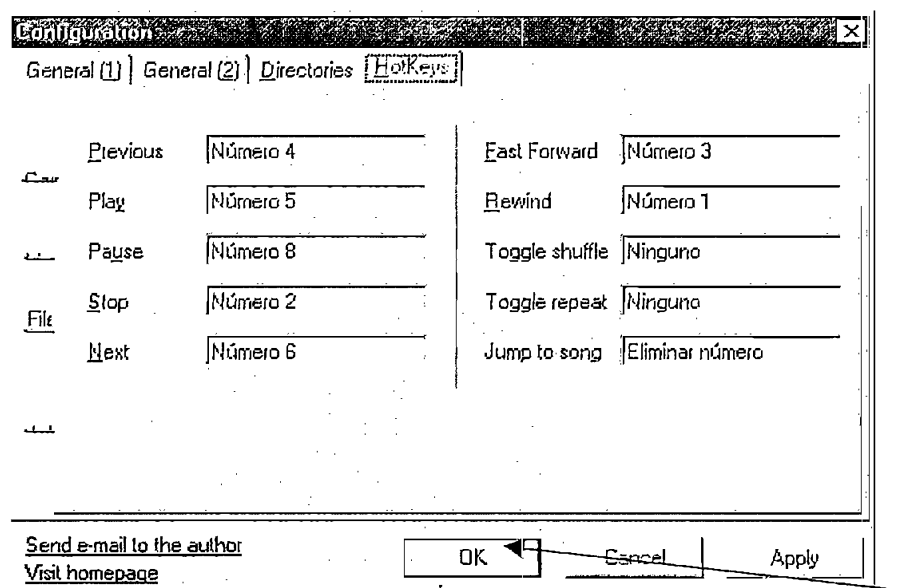 Configuration
General (1) General (2) Directories HotKeys
Previous Número 4
Play Número 5
Pause Número 8
Stop Número 2
Next Número 6
Fast Forward Número 3
Rewind Número 1
Toggle shuffle Ninguno
Toggle repeat Ninguno
Jump to song Eliminar número
File
Send e-mail to the author
Visit homepage
OK Cancel Apply